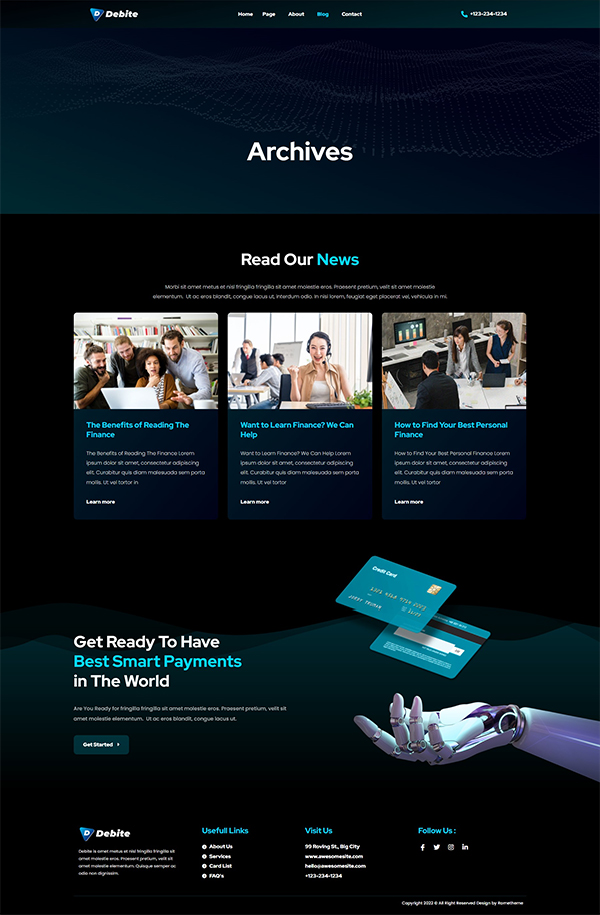 Debite
Home Page About Blog Contact
+123-234-1234
Archives
Read Our News
Morbi sit amet metus et nisl fringilla fringilla sit amet molestie eros. Praesent pretium, velit sit amet molestie
elementum. Ut ac eros blandit, congue lacus ut, interdum odio. In nisl lorem, feugiat eget placerat vel, vehicula in mi.
The Benefits of Reading The
Finance
The Benefits of Reading The Finance Lorem
ipsum dolor sit amet, consectetur adipiscing
elit. Curabitur quis diam malesuada sem porta
mollis. Ut vel tortor in
Learn more
Want to Learn Finance? We Can
Help
Want to Learn Finance? We Can Help Lorem
ipsum dolor sit amet, consectetur adipiscing
elit. Curabitur quis diam malesuada sem porta
mollis. Ut vel tortor
Learn more
How to Find Your Best Personal
Finance
How to Find Your Best Personal Finance Lorem
ipsum dolor sit amet, consectetur adipiscing
elit. Curabitur quis diam malesuada sem porta
mollis. Ut vel tortor
Learn more
Credit Card
Get Ready To Have
Best Smart Payments
in The World
Are You Ready for fringilla fringilla sit amet molestie eros. Praesent pretium, velit sit
amet molestie elementum. Ut ac eros blandit, congue lacus ut.
Get Started
Debite
Debite is amet metus et nisl fringilla fringilla sit
amet molestie eros. Praesent pretium, velit sit
amet molestie elementum. Quisque semper ac
odio non dignissim.
Usefull Links
About Us
Services
Card List
FAQ's
Visit Us
99 Roving St., Big City
www.awesomesite.com
hello@awesomesite.com
+123-234-1234
Follow Us :
Copyright 2022 © All Right Reserved Design by Rometheme